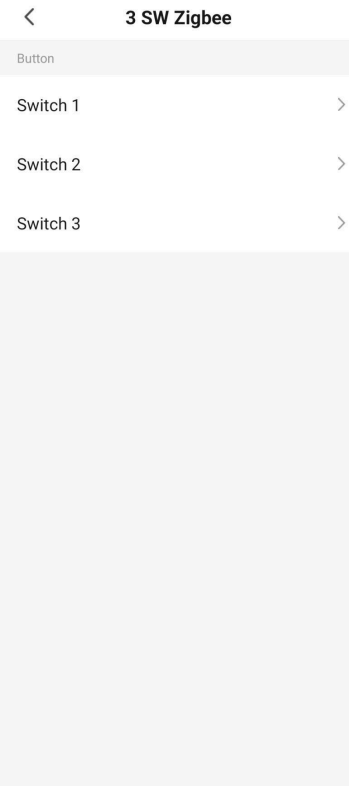 3 SW Zigbee
Button
Switch 1
Switch 2
Switch 3